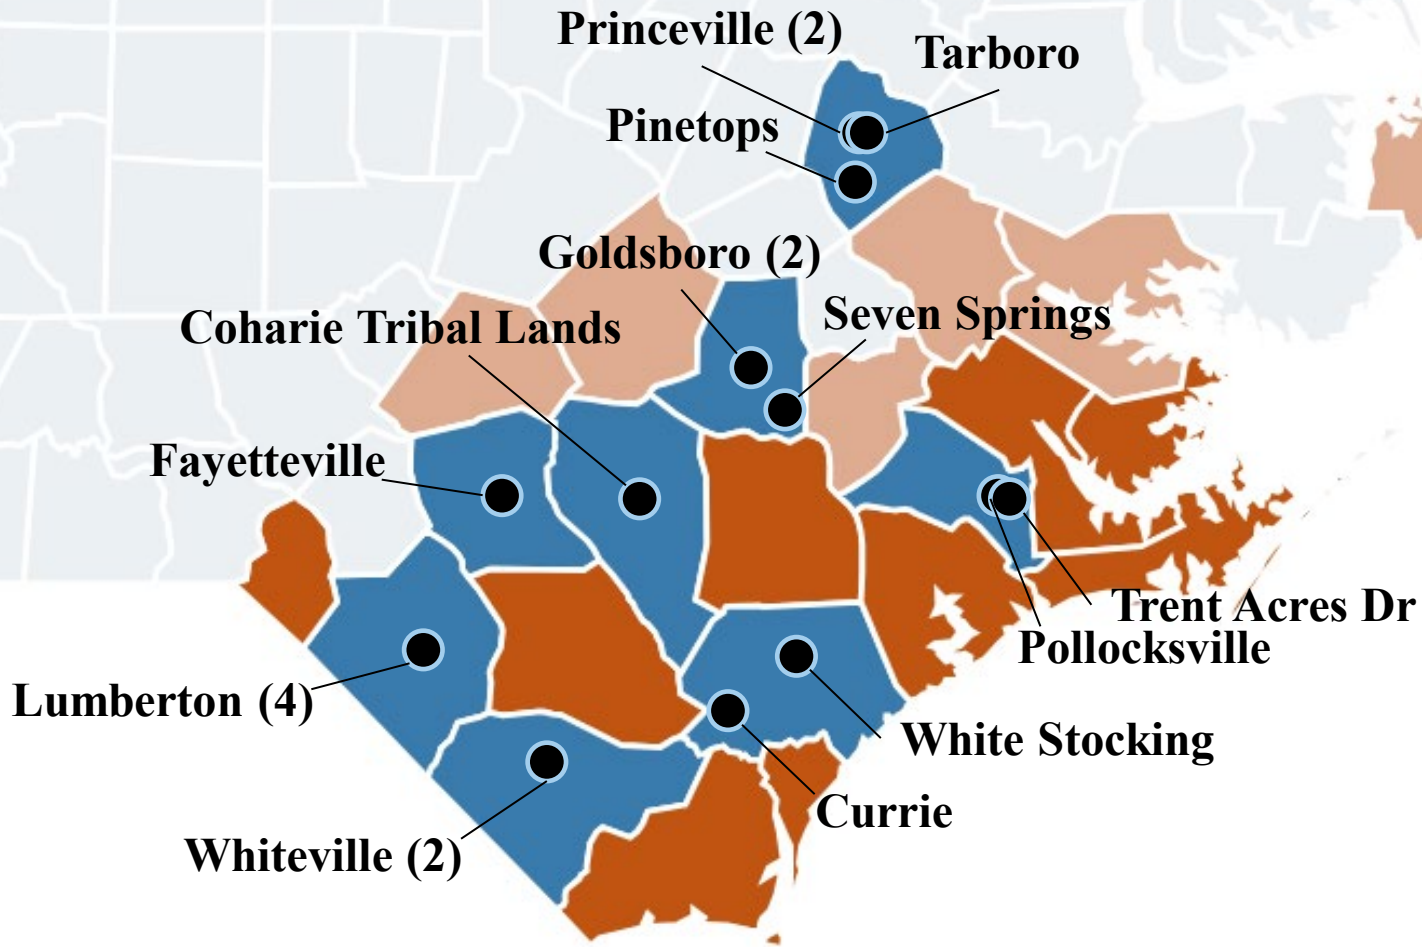 Princeville (2)
Tarboro
Pinetops
Goldsboro (2)
Seven Springs
Coharie Tribal Lands
Fayetteville
Trent Acres Dr
Pollocksville
Lumberton (4)
White Stocking
Currie
Whiteville (2)